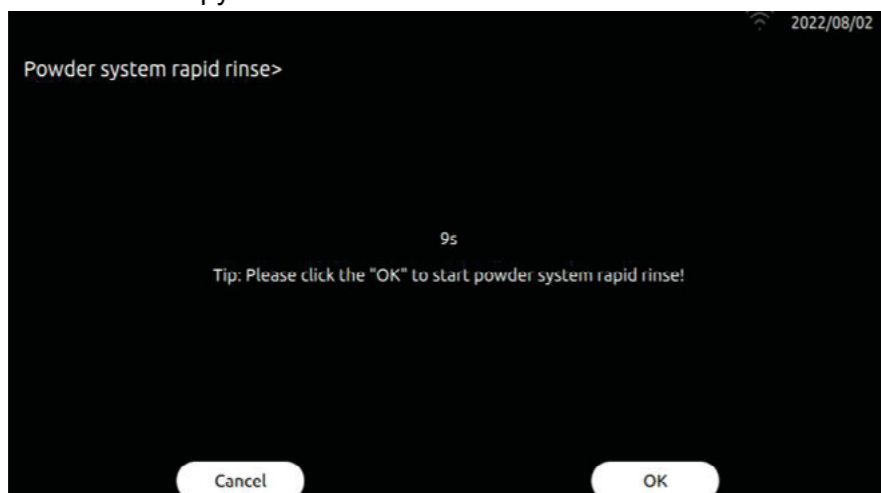 2022/08/02
Powder system rapid rinse>
9s
Tip: Please click the "OK" to start powder system rapid rinse!
Cancel
OK